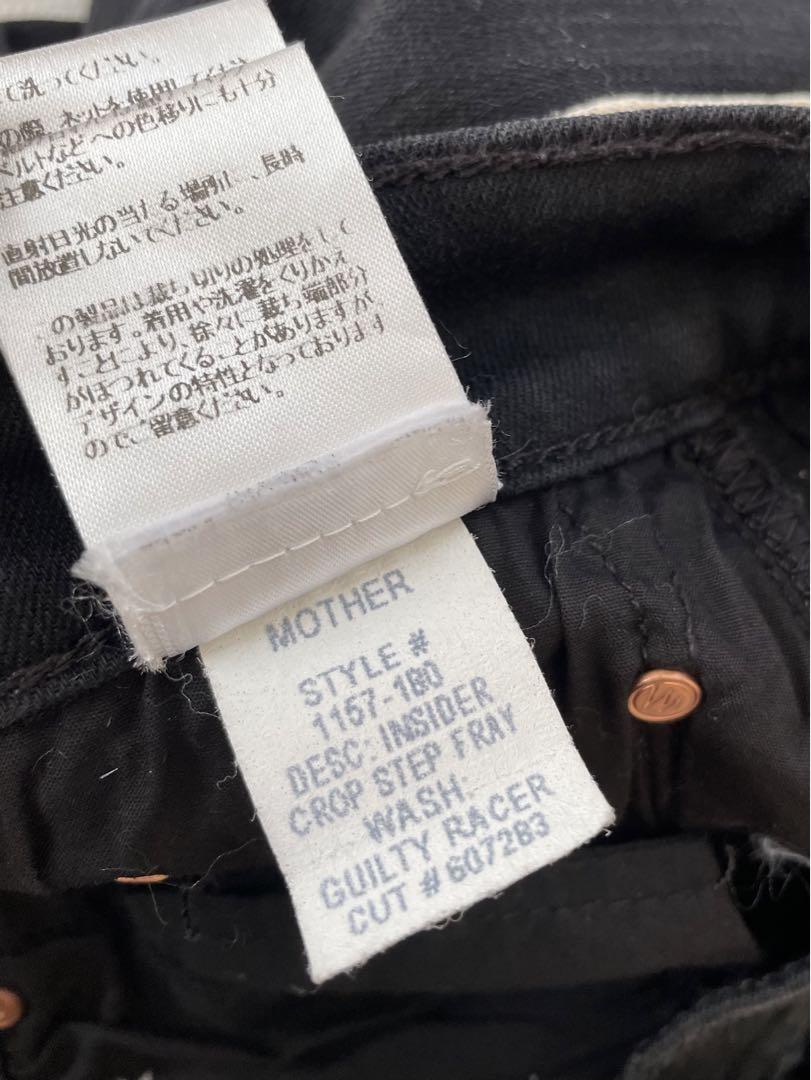 て洗ってください。
の際、ネットを使用してくださ
ベルトなどへの色移りにも十分
注意ください。
直射日光の当たる場所に、長時
間放置しないでください。
の製品は裁ち切りの処理をして
おります。着用や洗濯をくりかえ
すことにより、徐々に裁ち端部分
がほつれてくることがありますが、
デザインの特性となっております
のでご留意ください。
MOTHER
STYLE #
1157-180
DESC: INSIDER
CROP STEP FRAY
WASH:
GUILTY RACER
CUT # 607283